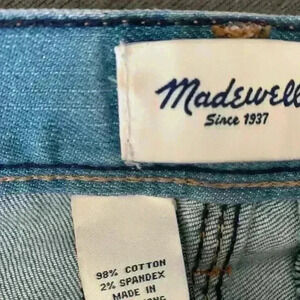 Madewell
Since 1937
98% COTTON
2% SPANDEX
MADE IN